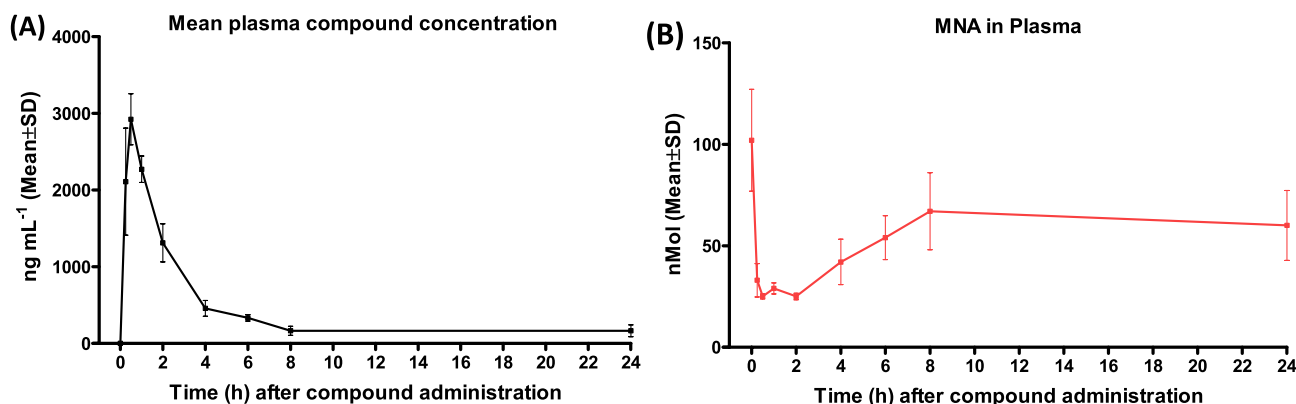 (A)
Mean plasma compound concentration
ng mL⁻¹ (Mean±SD)
4000
3000
2000
1000
0
0 2 4 6 8 10 12 14 16 18 20 22 24
Time (h) after compound administration
(B)
MNA in Plasma
nMol (Mean±SD)
150
100
50
0
0 2 4 6 8 10 12 14 16 18 20 22 24
Time (h) after compound administration